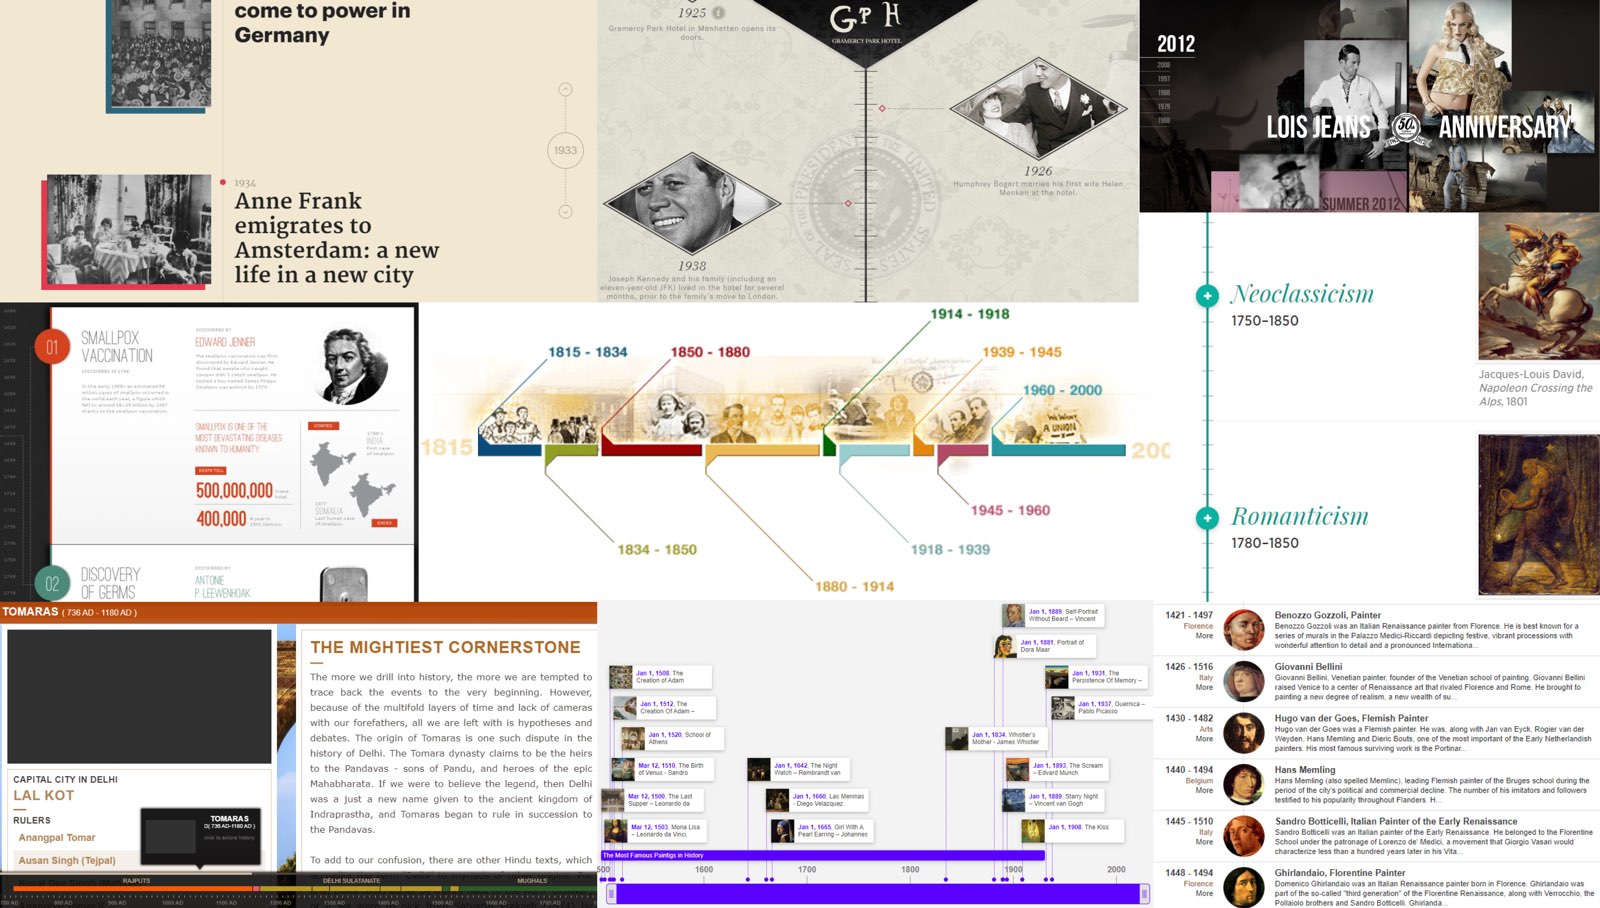 come to power in
Germany
1933
1934
Anne Frank
emigrates to
Amsterdam: a new
life in a new city
1925
Gramercy Park Hotel in Manhattan opens its
doors.
GPH
GRAMERCY PARK HOTEL
1926
Humphrey Bogart marries his first wife Helen
Menken at the hotel.
1938
Joseph Kennedy and his family (including an
eleven-year-old JFK) lived in the hotel for several
months, prior to the family's move to London.
2012
2008
1997
1988
1979
1968
LOIS JEANS
ANNIVERSARY
SUMMER 2012
Neoclassicism
1750–1850
Jacques-Louis David,
Napoleon Crossing the
Alps, 1801
Romanticism
1780–1850
01
SMALLPOX
VACCINATION
DISCOVERED BY
EDWARD JENNER
SMALLPOX IS ONE OF THE
MOST DEVASTATING DISEASES
KNOWN TO HUMANITY
DEATH TOLL
500,000,000
400,000
STARTED
INDIA
First case
of smallpox
1977
SOMALIA
Last human case
of smallpox
ENDED
02
DISCOVERY
OF GERMS
DISCOVERED BY
ANTONIE
P. LEEWENHOAK
1914 - 1918
1815 - 1834
1850 - 1880
1939 - 1945
1960 - 2000
WE WANT
A UNION
1815
200
1945 - 1960
1834 - 1850
1918 - 1939
1880 - 1914
TOMARAS ( 736 AD - 1180 AD )
CAPITAL CITY IN DELHI
LAL KOT
RULERS
Anangpal Tomar
Ausan Singh (Tejpal)
TOMARAS
D( 736 AD-1180 AD )
click to explore history
THE MIGHTIEST CORNERSTONE
The more we drill into history, the more we are tempted to
trace back the events to the very beginning. However,
because of the multifold layers of time and lack of cameras
with our forefathers, all we are left with is hypotheses and
debates. The origin of Tomaras is one such dispute in the
history of Delhi. The Tomara dynasty claims to be the heirs
to the Pandavas - sons of Pandu, and heroes of the epic
Mahabharata. If we were to believe the legend, then Delhi
was a just a new name given to the ancient kingdom of
Indraprastha, and Tomaras began to rule in succession to
the Pandavas.
To add to our confusion, there are other Hindu texts, which
RAJPUTS
DELHI SULATANATE
MUGHALS
Jan 1, 1889, Self-Portrait
Without Beard – Vincent
Jan 1, 1881, Portrait of
Dora Maar
Jan 1, 1508, The
Creation of Adam
Jan 1, 1931, The
Persistence Of Memory –
Jan 1, 1512, The
Creation Of Adam –
Jan 1, 1937, Guernica –
Pablo Picasso
Jan 1, 1520, School of
Athens
Jan 1, 1834, Whistler's
Mother - James Whistler
Mar 12, 1510, The Birth
of Venus - Sandro
Jan 1, 1642, The Night
Watch – Rembrandt van
Jan 1, 1893, The Scream
– Edvard Munch
Mar 12, 1500, The Last
Supper – Leonardo da
Jan 1, 1660, Las Meninas
- Diego Velazquez
Jan 1, 1889, Starry Night
– Vincent van Gogh
Mar 12, 1503, Mona Lisa
– Leonardo da Vinci
Jan 1, 1665, Girl With A
Pearl Earring – Johannes
Jan 1, 1908, The Kiss
The Most Famous Paintigs in History
500
1600
1700
1800
1900
2000
1421 - 1497
Florence
More
Benozzo Gozzoli, Painter
Benozzo Gozzoli was an Italian Renaissance painter from Florence. He is best known for a
series of murals in the Palazzo Medici-Riccardi depicting festive, vibrant processions with
wonderful attention to detail and a pronounced Internationa...
1426 - 1516
Italy
More
Giovanni Bellini
Giovanni Bellini, Venetian painter, founder of the Venetian school of painting, Giovanni Bellini
raised Venice to a center of Renaissance art that rivaled Florence and Rome. He brought to
painting a new degree of realism, a new wealth of su...
1430 - 1482
Arts
More
Hugo van der Goes, Flemish Painter
Hugo van der Goes was a Flemish painter. He was, along with Jan van Eyck, Rogier van der
Weyden, Hans Memling and Dieric Bouts, one of the most important of the Early Netherlandish
painters. His most famous surviving work is the Portinar...
1440 - 1494
Belgium
More
Hans Memling
Hans Memling (also spelled Memlinc), leading Flemish painter of the Bruges school during the
period of the city's political and commercial decline. The number of his imitators and followers
testified to his popularity throughout Flanders. H...
1445 - 1510
Italy
More
Sandro Botticelli, Italian Painter of the Early Renaissance
Sandro Botticelli was an Italian painter of the Early Renaissance. He belonged to the Florentine
School under the patronage of Lorenzo de' Medici, a movement that Giorgio Vasari would
characterize less than a hundred years later in his Vita...
1448 - 1494
Florence
More
Ghirlandaio, Florentine Painter
Domenico Ghirlandaio was an Italian Renaissance painter born in Florence. Ghirlandaio was
part of the so-called "third generation" of the Florentine Renaissance, along with Verrocchio, the
Pollaiolo brothers and Sandro Botticelli. Ghirlanda...